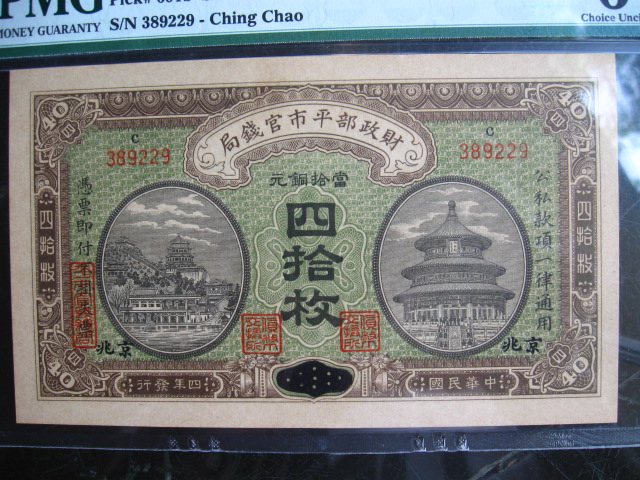 PMG
MONEY GUARANTY
S/N 389229 - Ching Chao
Choice Unc
局錢官市平部政財
C
389229
C
389229
元銅拾當
四拾枚
憑票即付
公私款項一律通用
40
40
40
40
四拾枚
四拾枚
兆京
兆京
行發年四
國民華中